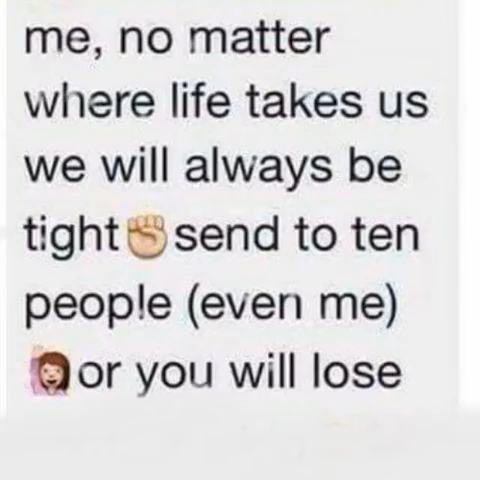 me, no matter
where life takes us
we will always be
tight✊send to ten
people (even me)
🙋or you will lose